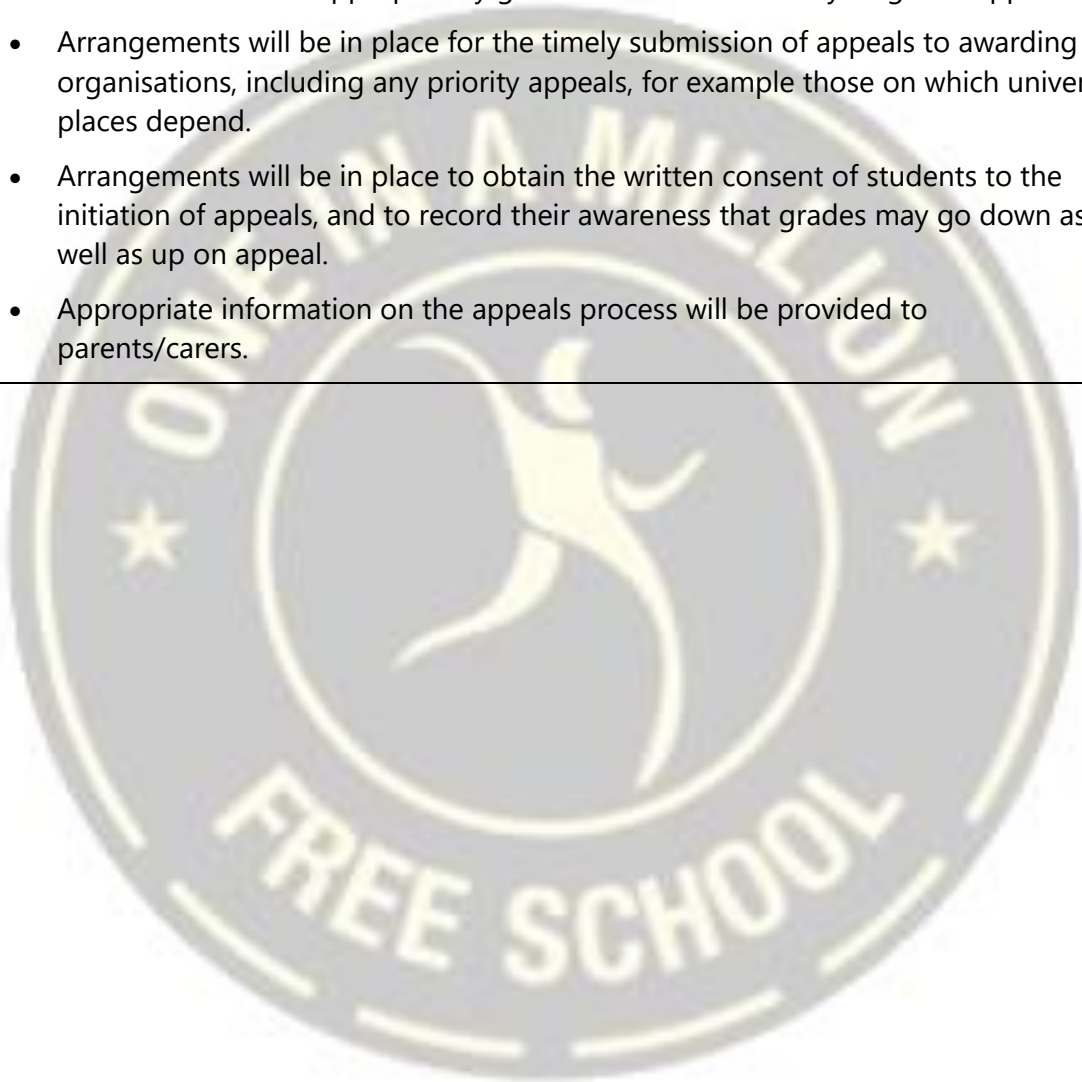 • Arrangements will be in place for the timely submission of appeals to awarding
organisations, including any priority appeals, for example those on which
places depend.
• Arrangements will be in place to obtain the written consent of students to the
initiation of appeals, and to record their awareness that grades may go down as
well as up on appeal.
• Appropriate information on the appeals process will be provided to
parents/carers.
ONE IN A MILLION
FREE SCHOOL